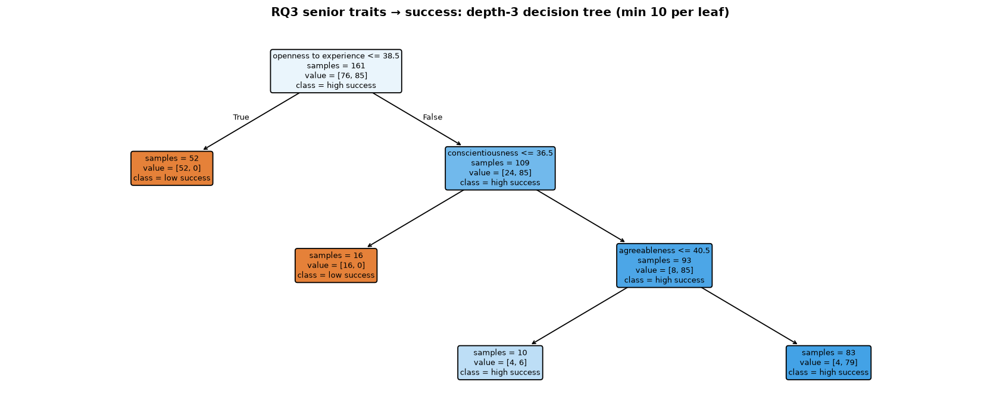 RQ3 senior traits → success: depth-3 decision tree (min 10 per leaf)
openness to experience <= 38.5
samples = 161
value = [76, 85]
class = high success
True
False
samples = 52
value = [52, 0]
class = low success
conscientiousness <= 36.5
samples = 109
value = [24, 85]
class = high success
samples = 16
value = [16, 0]
class = low success
agreeableness <= 40.5
samples = 93
value = [8, 85]
class = high success
samples = 10
value = [4, 6]
class = high success
samples = 83
value = [4, 79]
class = high success